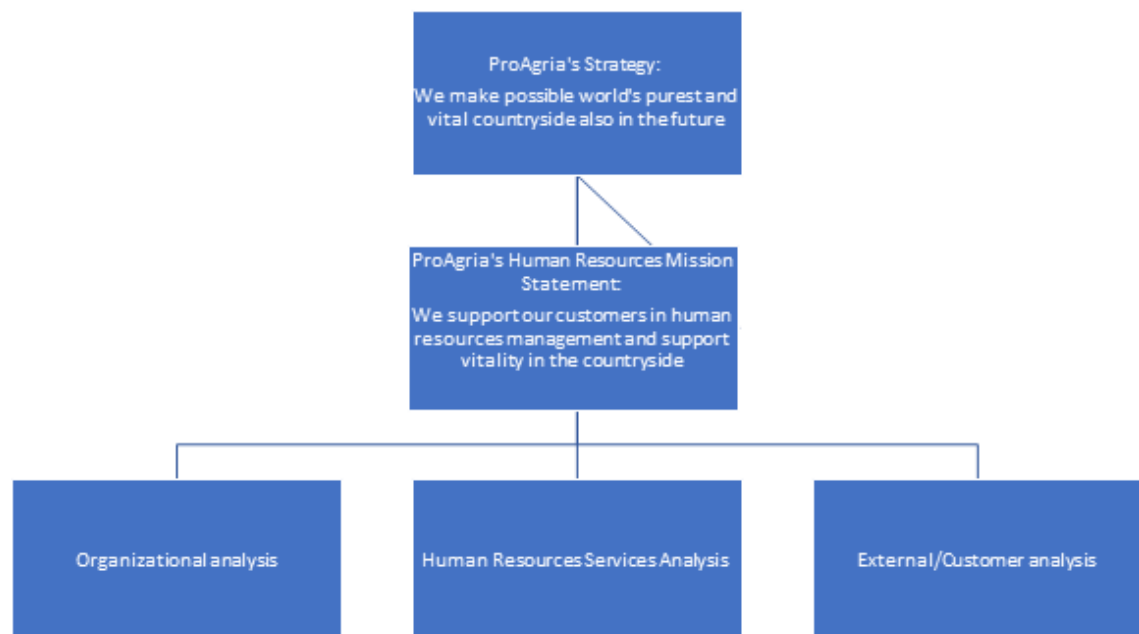 ProAgria's Strategy:
We make possible world's purest and
vital countryside also in the future
ProAgria's Human Resources Mission
Statement:
We support our customers in human
resources management and support
vitality in the countryside
Organizational analysis
Human Resources Services Analysis
External/Customer analysis